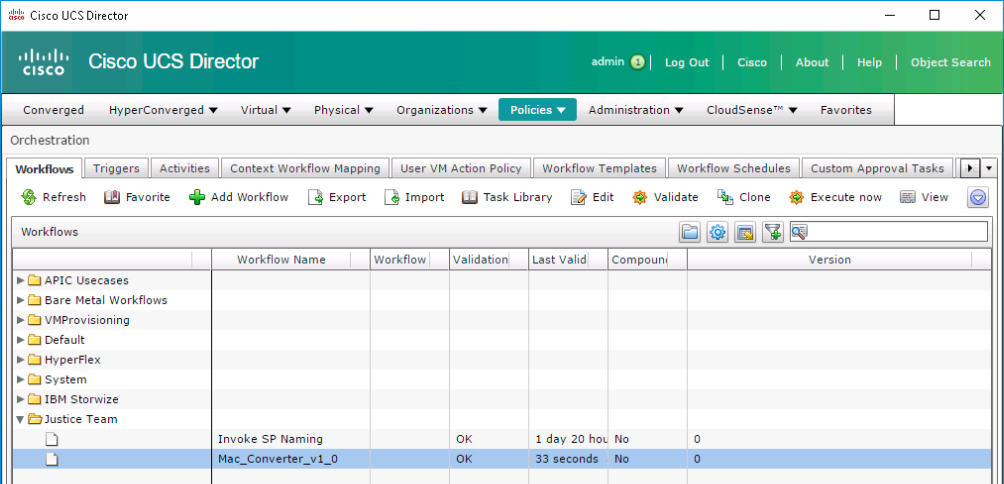 Cisco UCS Director
CISCO Cisco UCS Director admin 1 Log Out Cisco About Help Object Search
Converged HyperConverged Virtual Physical Organizations Policies Administration CloudSense™ Favorites
Orchestration
Workflows Triggers Activities Context Workflow Mapping User VM Action Policy Workflow Templates Workflow Schedules Custom Approval Tasks
Refresh Favorite Add Workflow Export Import Task Library Edit Validate Clone Execute now View
Workflows
Workflow Name Workflow Validation Last Valid Compoun Version
APIC Usecases
Bare Metal Workflows
VMProvisioning
Default
HyperFlex
System
IBM Storwize
Justice Team
Invoke SP Naming OK 1 day 20 hou No 0
Mac_Converter_v1_0 OK 33 seconds No 0